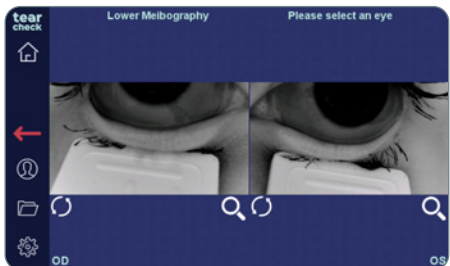 tear
check
Lower Meibography
Please select an eye
OD
OS